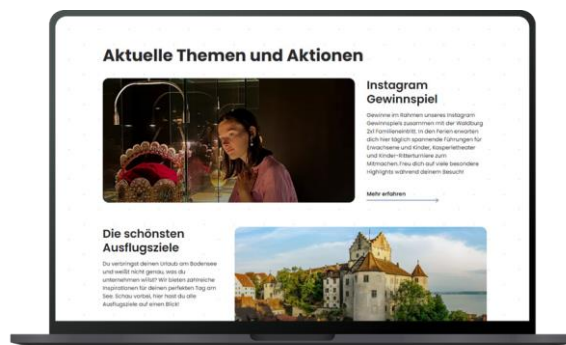 Aktuelle Themen und Aktionen
Instagram
Gewinnspiel
Gewinne im Rahmen unseres Instagram
Gewinnspiels zusammen mit der Waldburg
2x1 Familieneintritt. In den Ferien erwarten
dich hier täglich spannende Führungen für
Erwachsene und Kinder, Kasperletheater
und Kinder-Ritterturniere zum
Mitmachen. Freu dich auf viele besondere
Highlights während deinem Besuch!
Mehr erfahren
Die schönsten
Ausflugsziele
Du verbringst deinen Urlaub am Bodensee
und weißt nicht genau, was du
unternehmen willst? Wir bieten zahlreiche
Inspirationen für deinen perfekten Tag am
See. Schau vorbei, hier hast du alle
Ausflugsziele auf einen Blick!